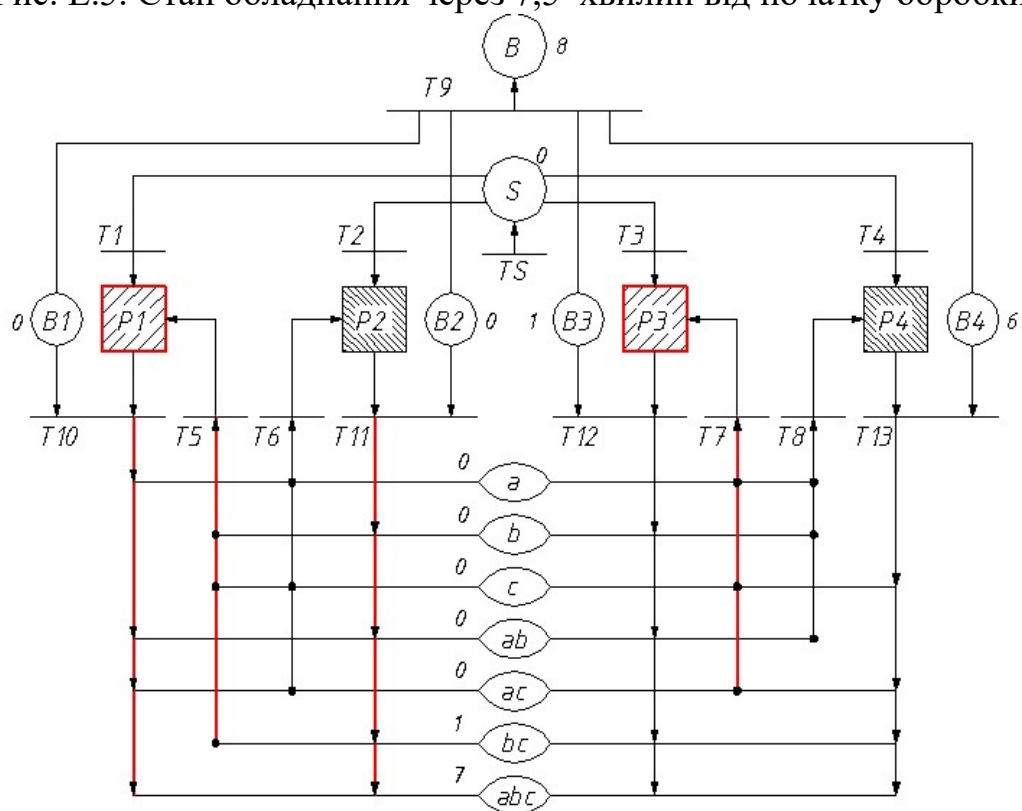 Рис. Е.5. Стан обладнання через 7,5 хвилин від початку обробки
B 8
T9
0
S
T1 T2 T3 T4
TS
0 B1 P1 P2 B2 0 1 B3 P3 P4 B4 6
T10 T5 T6 T11 T12 T7 T8 T13
0
a
0
b
0
c
0
ab
0
ac
1
bc
7
abc